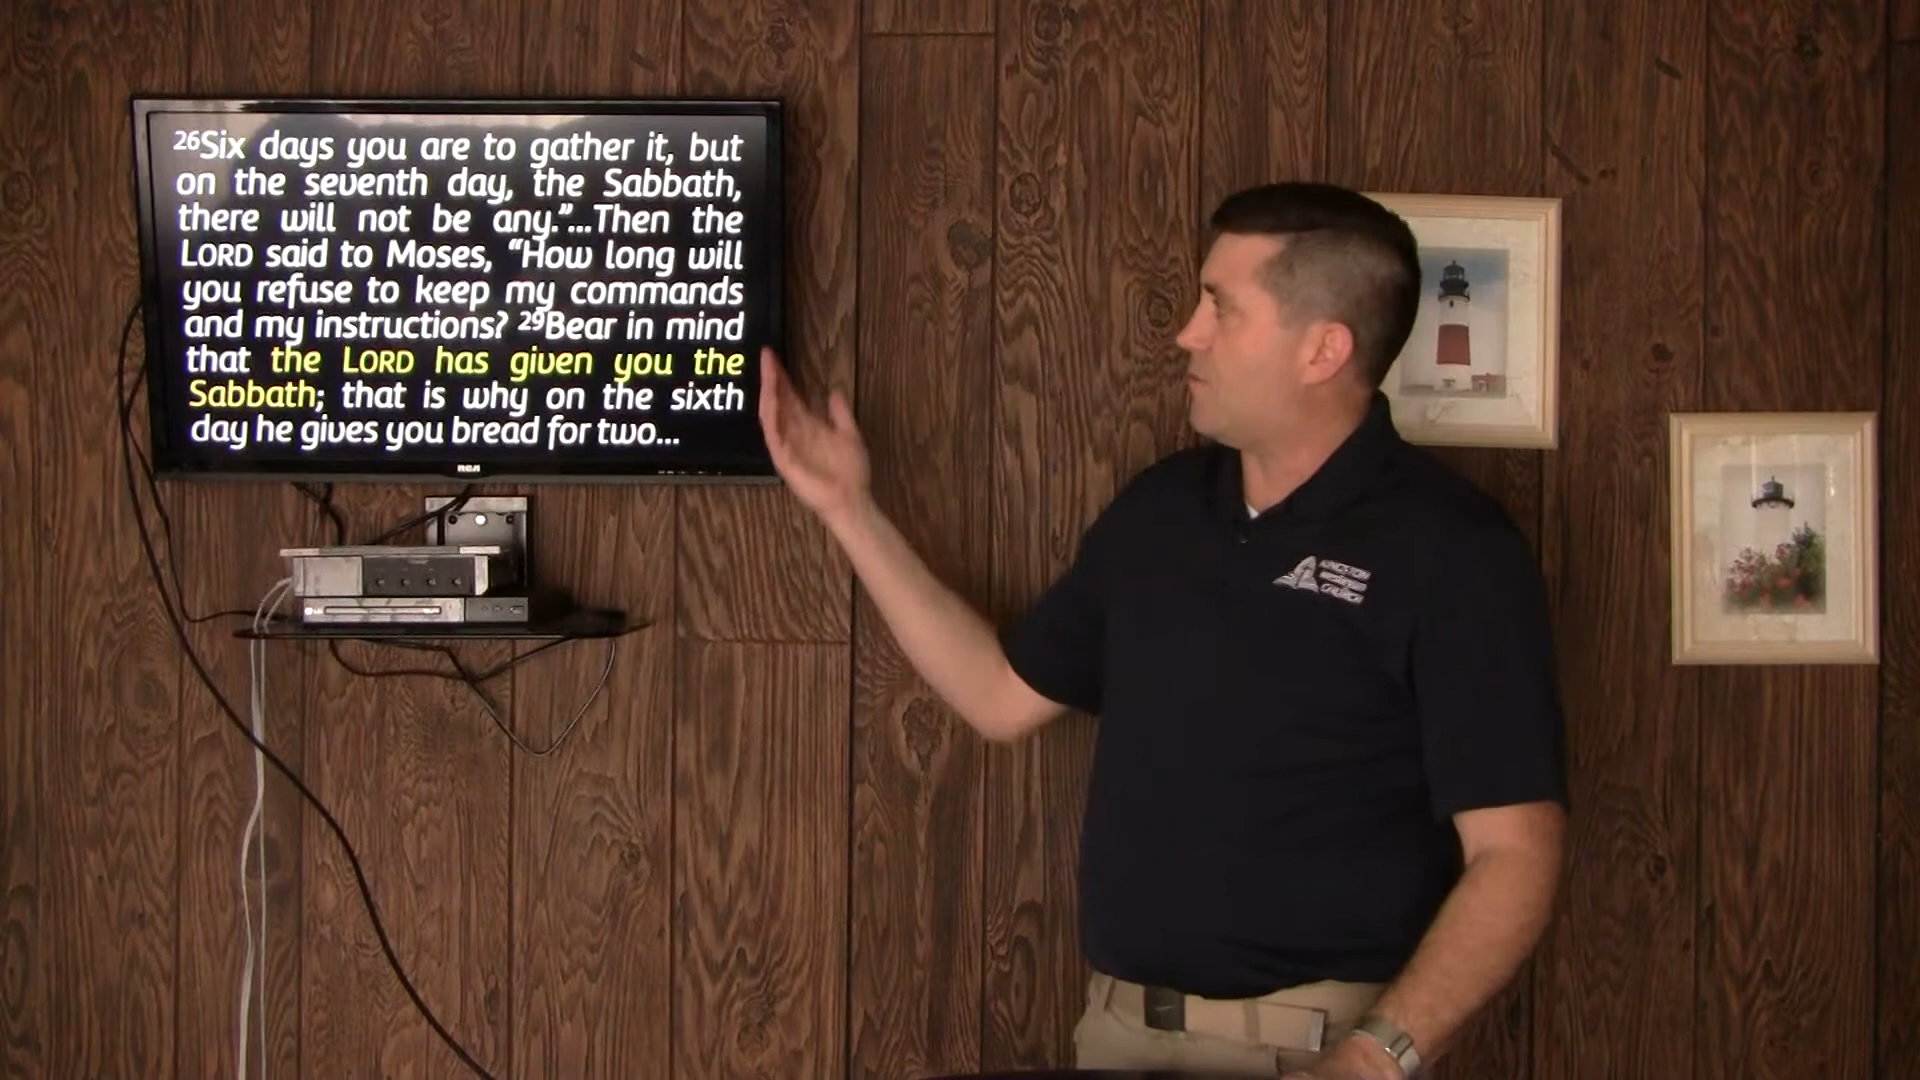 26Six days you are to gather it, but
on the seventh day, the Sabbath,
there will not be any.”...Then the
LORD said to Moses, “How long will
you refuse to keep my commands
and my instructions? 29Bear in mind
that the LORD has given you the
Sabbath; that is why on the sixth
day he gives you bread for two...
RCA
CHURCH